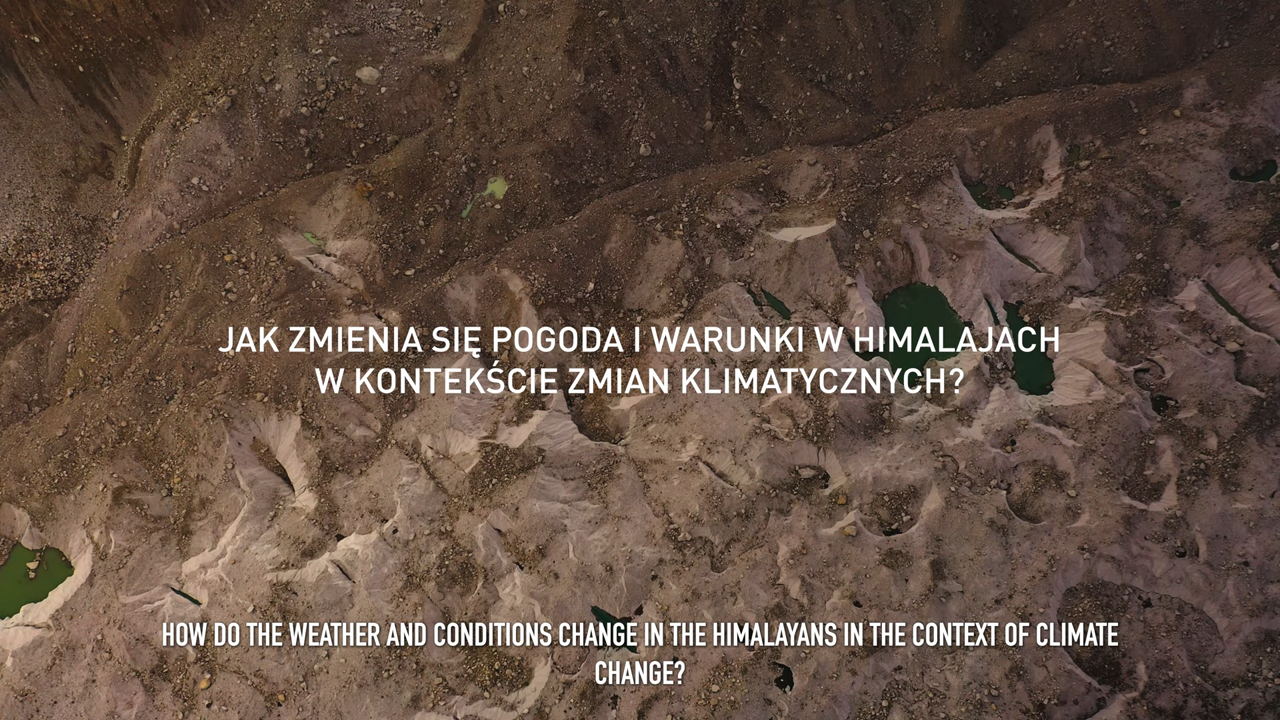 JAK ZMIENIA SIĘ POGODA I WARUNKI W HIMALAJACH
W KONTEKŚCIE ZMIAN KLIMATYCZNYCH?
HOW DO THE WEATHER AND CONDITIONS CHANGE IN THE HIMALAYANS IN THE CONTEXT OF CLIMATE
CHANGE?